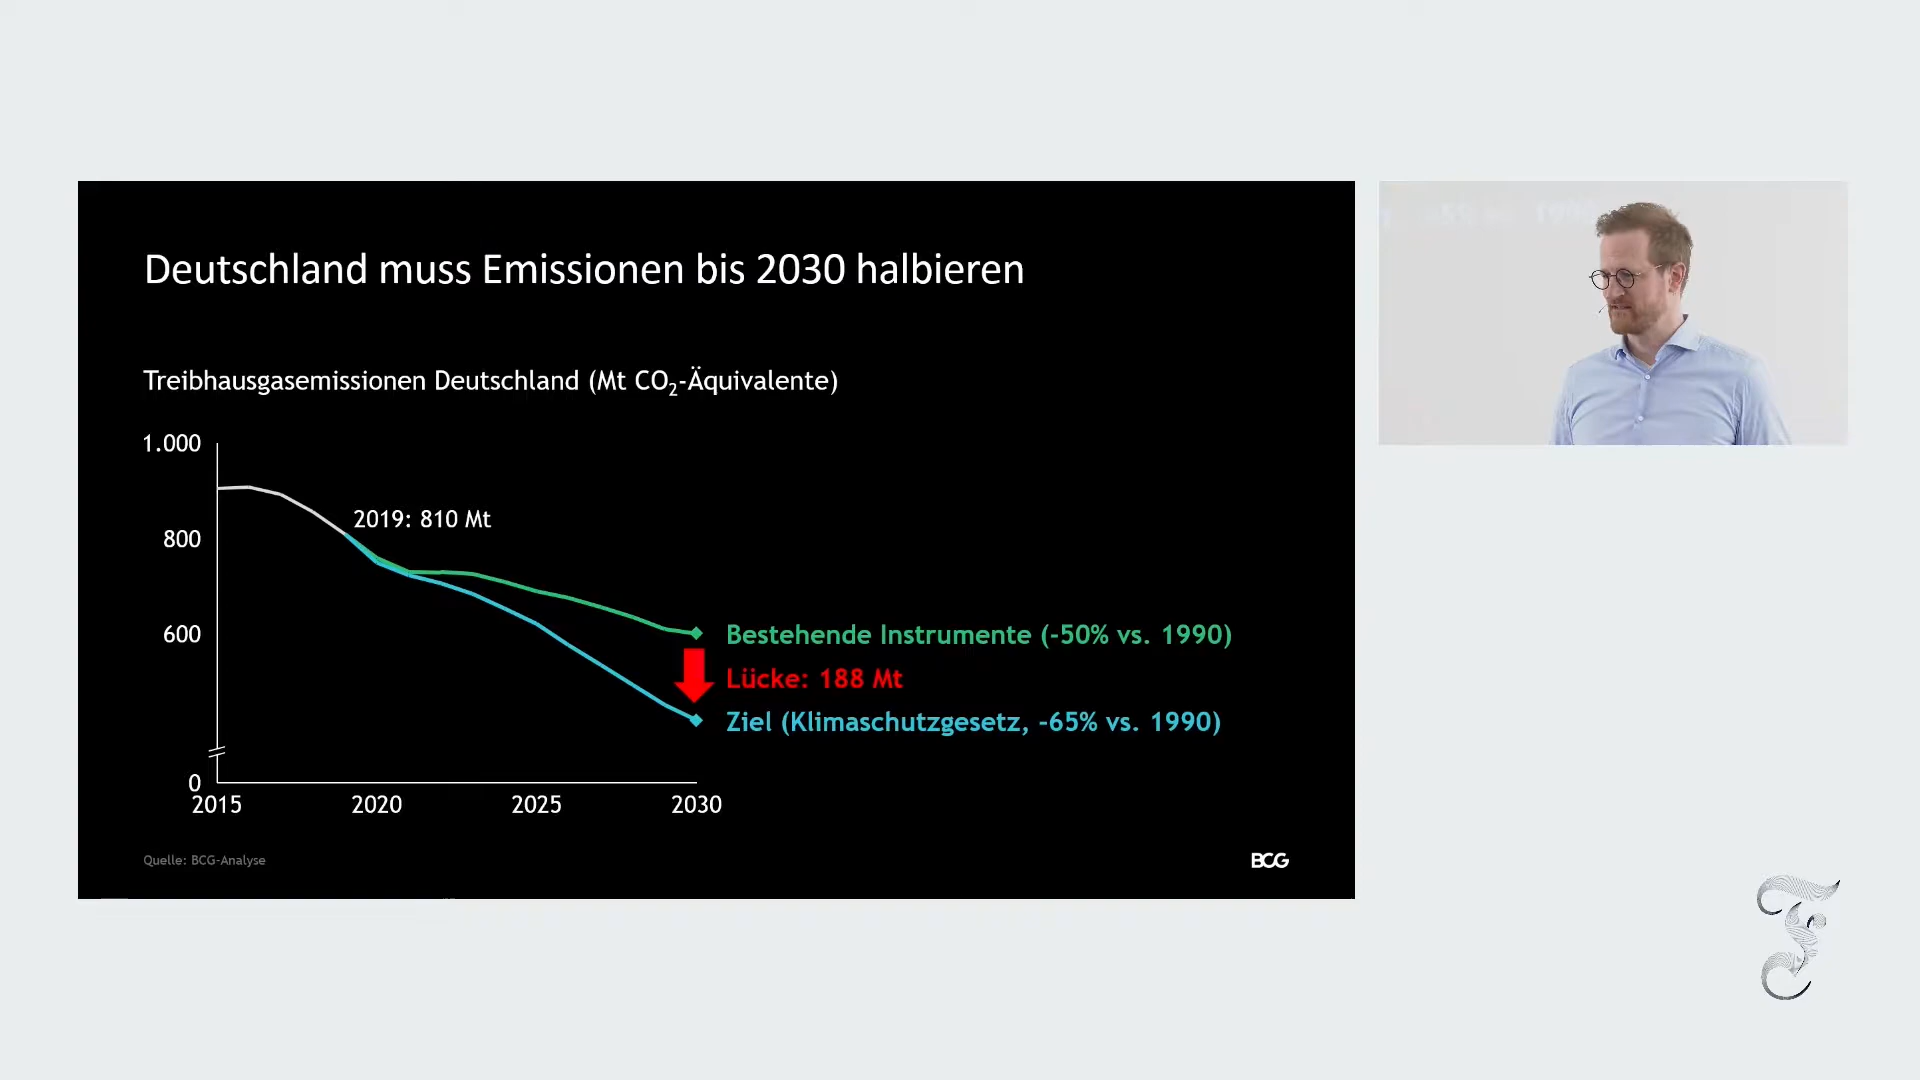 Deutschland muss Emissionen bis 2030 halbieren
Treibhausgasemissionen Deutschland (Mt CO₂-Äquivalente)
1.000
2019: 810 Mt
800
600
Bestehende Instrumente (-50% vs. 1990)
Lücke: 188 Mt
Ziel (Klimaschutzgesetz, -65% vs. 1990)
0
2015 2020 2025 2030
Quelle: BCG-Analyse
BCG